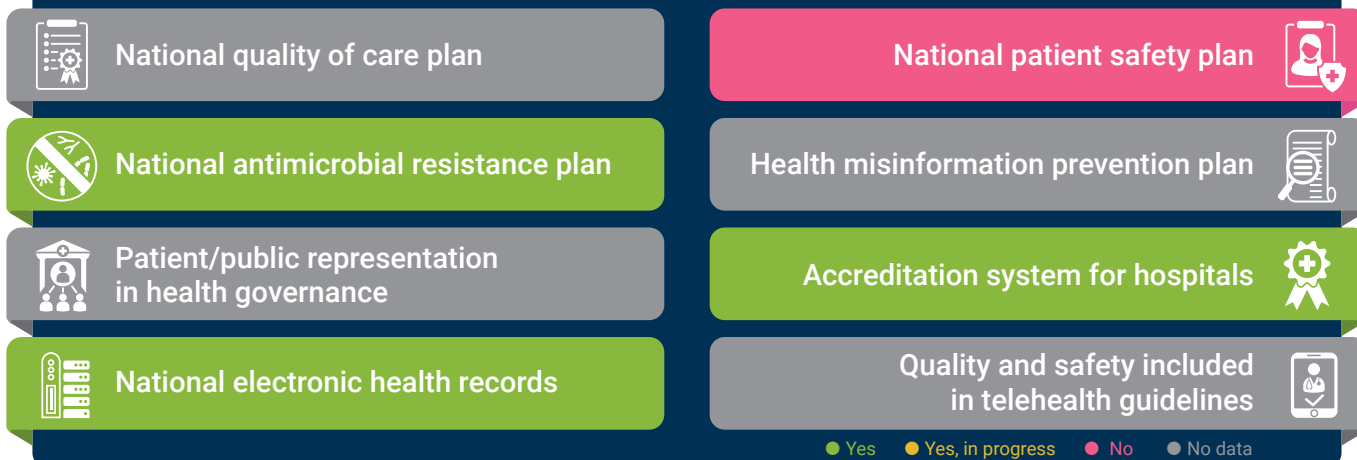 National quality of care plan
National patient safety plan
National antimicrobial resistance plan
Health misinformation prevention plan
Patient/public representation
in health governance
Accreditation system for hospitals
National electronic health records
Quality and safety included
in telehealth guidelines
Yes
Yes, in progress
No
No data